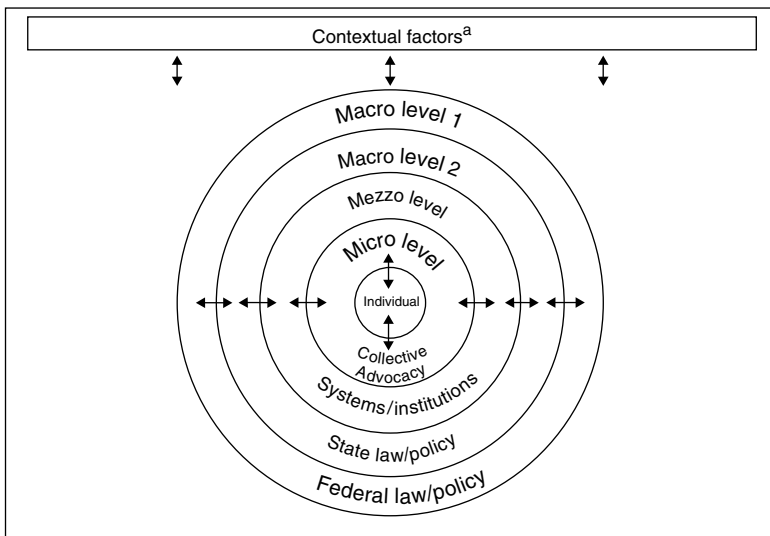 Contextual factorsa
Macro level 1
Macro level 2
Mezzo level
Micro level
Individual
Collective
Advocacy
Systems/institutions
State law/policy
Federal law/policy